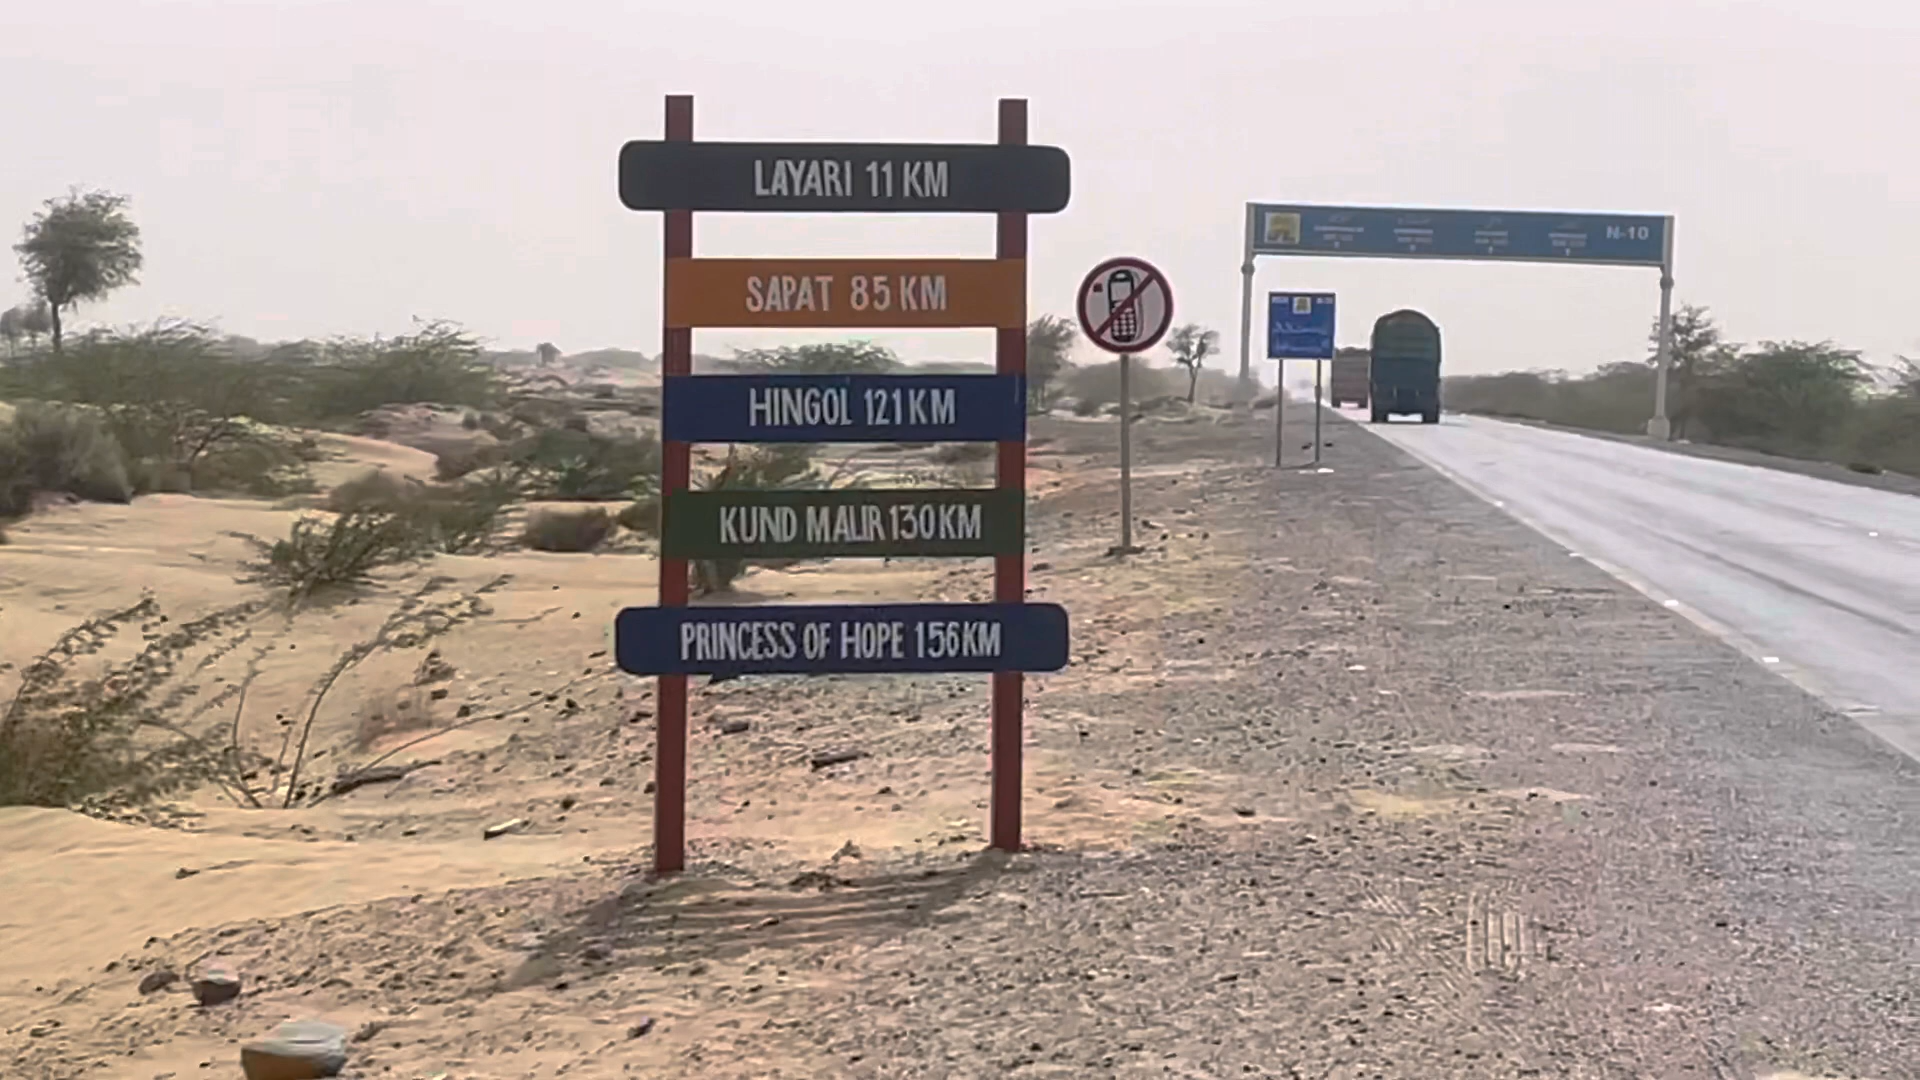 LAYARI 11 KM
SAPAT 85 KM
HINGOL 121 KM
KUND MALIR 130 KM
PRINCESS OF HOPE 156 KM
N-10